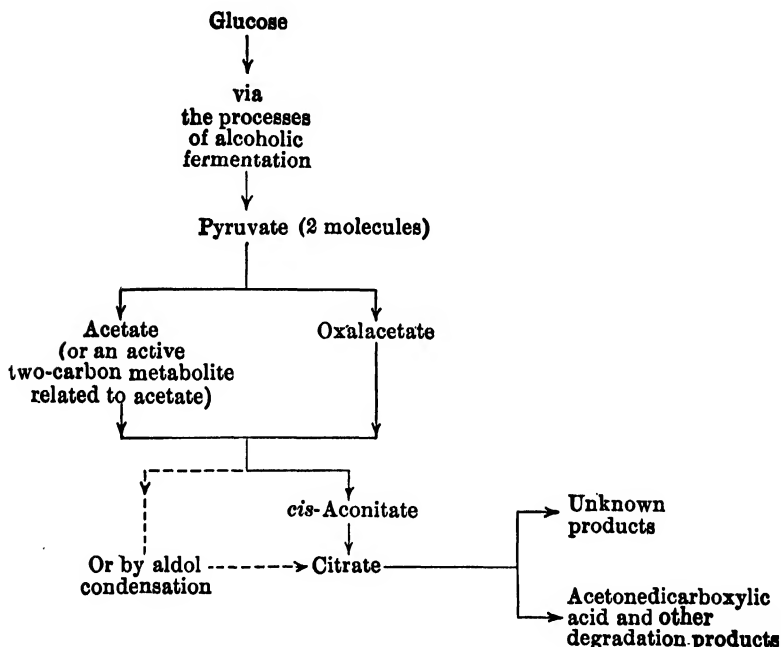 Glucose
via
the processes
of alcoholic
fermentation
Pyruvate (2 molecules)
Acetate
(or an active
two-carbon metabolite
related to acetate)
Oxalacetate
cis-Aconitate
Or by aldol
condensation
Citrate
Unknown
products
Acetonedicarboxylic
acid and other
degradation products